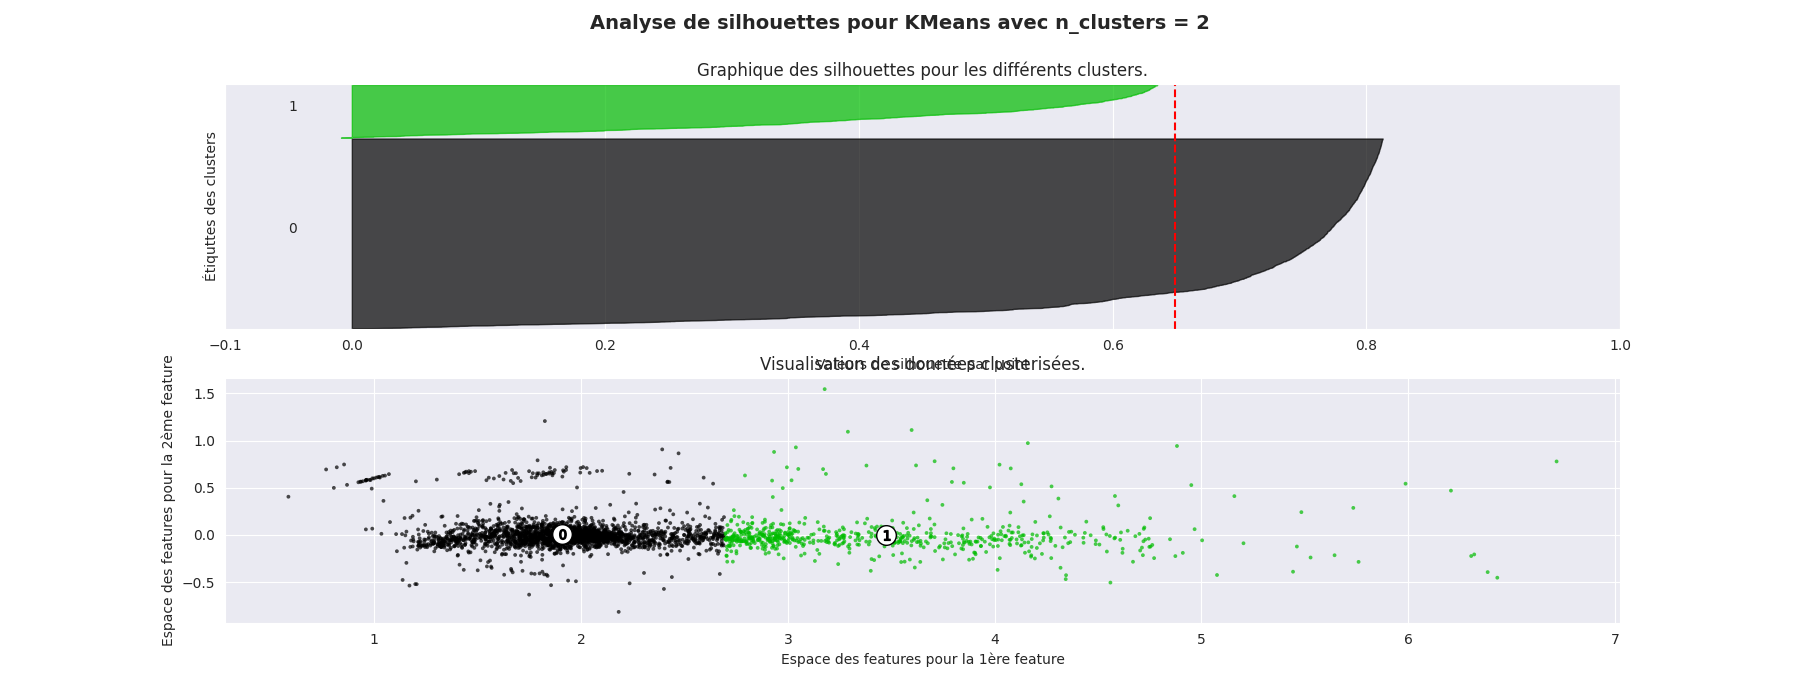 Analyse de silhouettes pour KMeans avec n_clusters = 2
Graphique des silhouettes pour les différents clusters.
Étiquttes des clusters
1
0
−0.1 0.0 0.2 0.4 0.6 0.8 1.0
Visualisation des données clusterisées.
Espace des features pour la 2ème feature
1.5
1.0
0.5
0.0
−0.5
0 1
1 2 3 4 5 6 7
Espace des features pour la 1ère feature